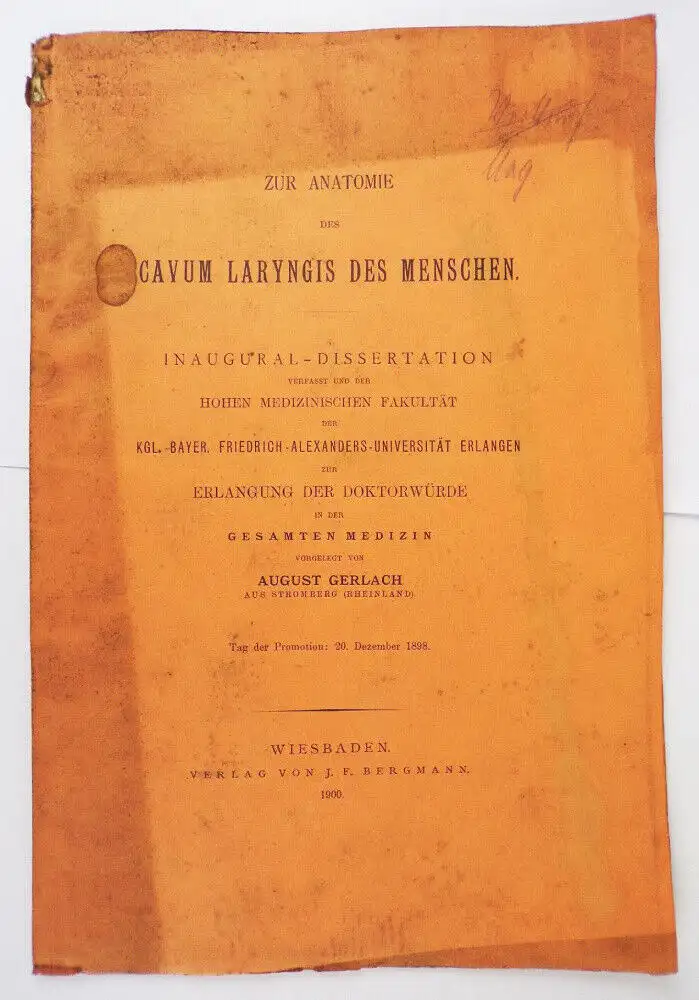 Aug
ZUR ANATOMIE
DES
CAVUM LARYNGIS DES MENSCHEN.
INAUGURAL-DISSERTATION
VERFASST UND DER
HOHEN MEDIZINISCHEN FAKULTÄT
DER
KGL.-BAYER. FRIEDRICH-ALEXANDERS-UNIVERSITÄT ERLANGEN
ZUR
ERLANGUNG DER DOKTORWÜRDE
IN DER
GESAMTEN MEDIZIN
VORGELEGT VON
AUGUST GERLACH
AUS STROMBERG (RHEINLAND).
Tag der Promotion: 20. Dezember 1898.
WIESBADEN.
VERLAG VON J. F. BERGMANN.
1900.